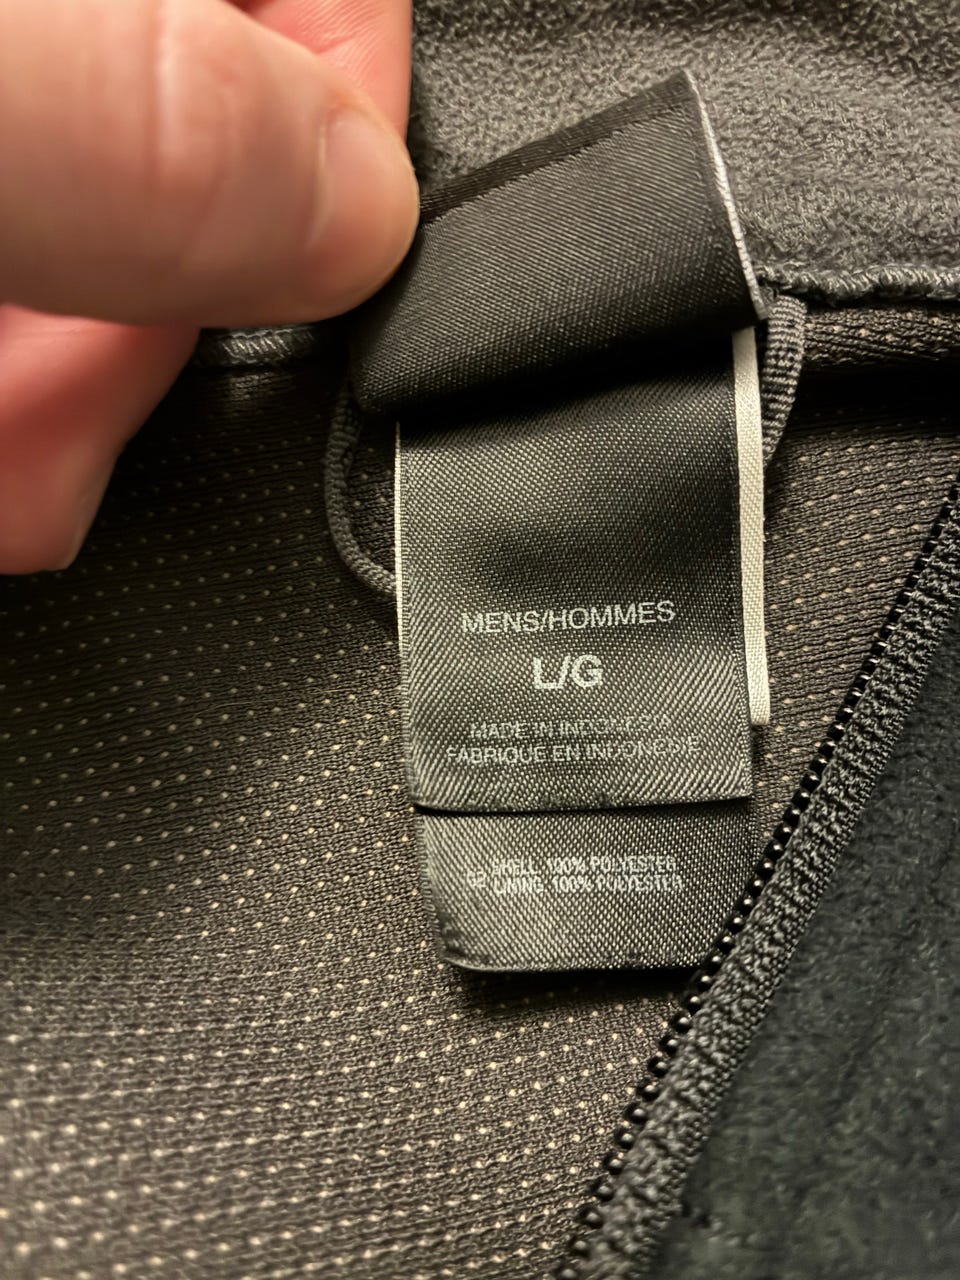 MENS/HOMMES
L/G
MADE IN INDONESIA
FABRIQUE EN INDONESIE
SHELL 100% POLYESTER
LINING 100% POLYESTER